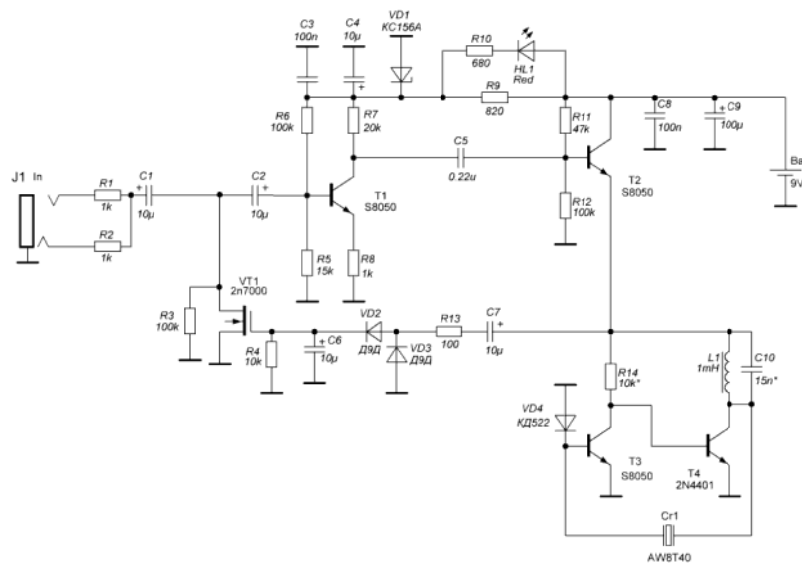 C3
100n
C4
10µ
VD1
KC156A
R10
680
HL1
Red
R9
820
R6
100k
R7
20k
R11
47k
C8
100n
C9
100µ
C5
0.22u
Ba
9V
J1 In
R1
1k
C1
10µ
C2
10µ
T1
S8050
T2
S8050
R12
100k
R2
1k
R5
15k
R8
1k
VT1
2n7000
R3
100k
R4
10k
C6
10µ
VD2
Д9Д
VD3
Д9Д
R13
100
C7
10µ
R14
10k*
L1
1mH
C10
15n*
VD4
КД522
T3
S8050
T4
2N4401
Cr1
AW8T40